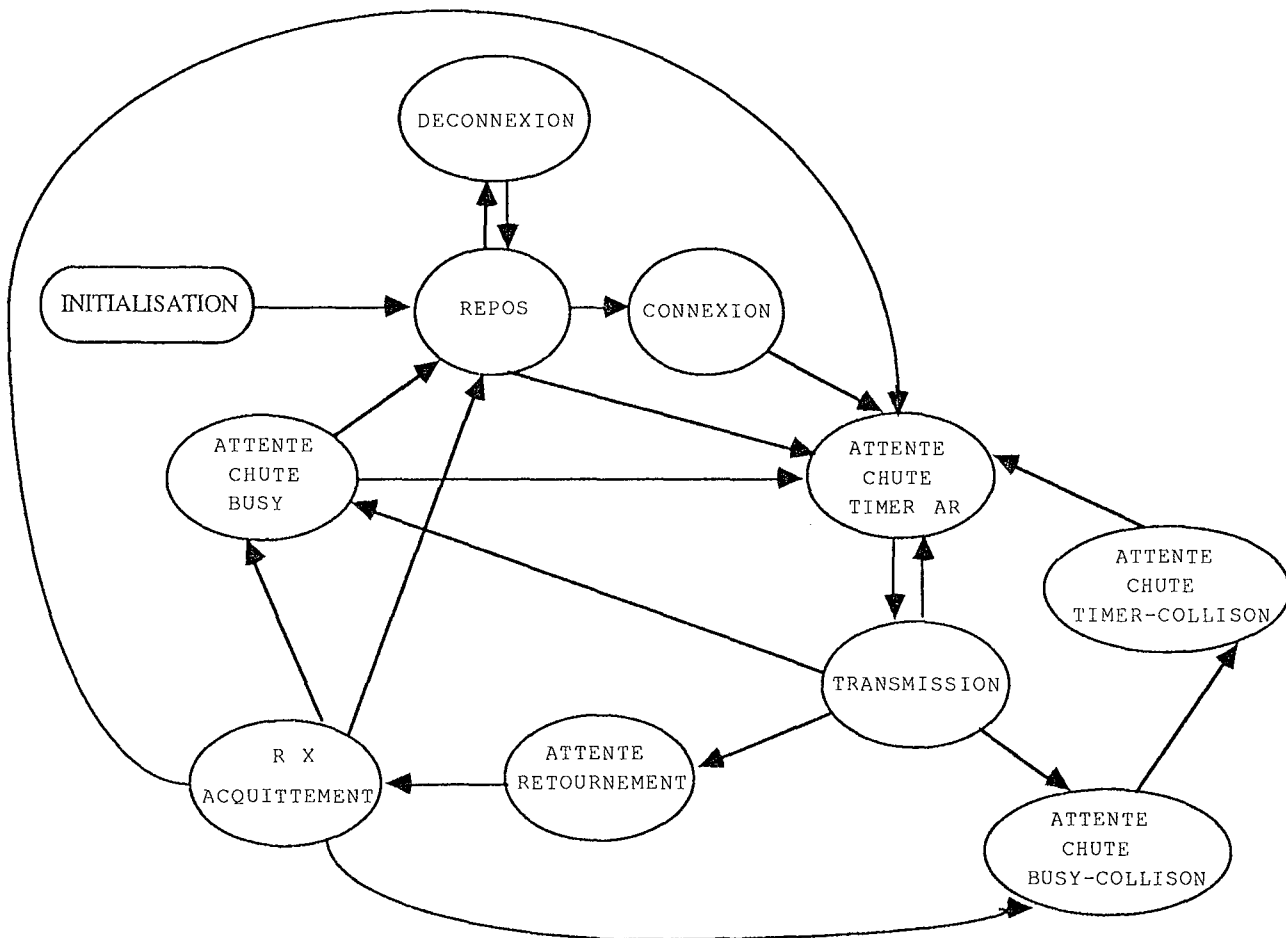 DECONNEXION
INITIALISATION
REPOS
CONNEXION
ATTENTE
CHUTE
BUSY
ATTENTE
CHUTE
TIMER AR
ATTENTE
CHUTE
TIMER-COLLISON
TRANSMISSION
R X
ACQUITTEMENT
ATTENTE
RETOURNEMENT
ATTENTE
CHUTE
BUSY-COLLISON